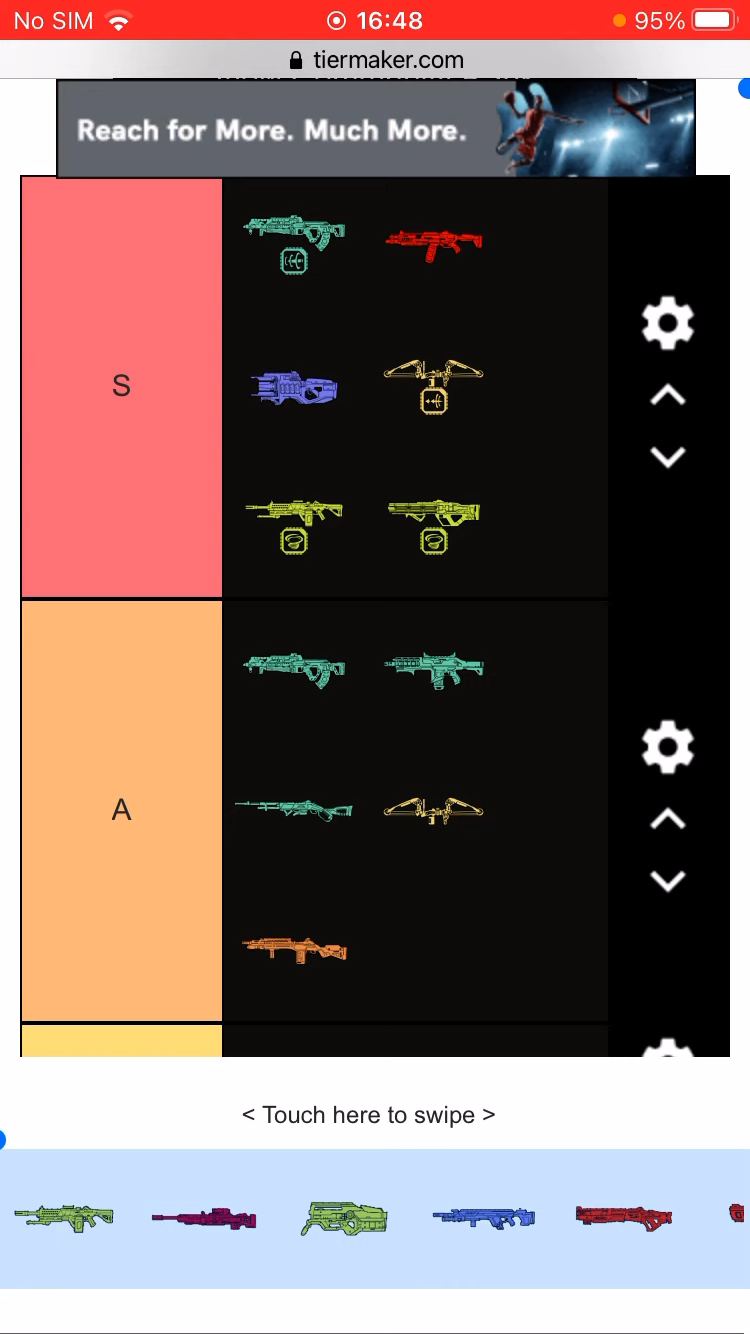 No SIM 16:48 95%
tiermaker.com
Reach for More. Much More.
S
A
< Touch here to swipe >